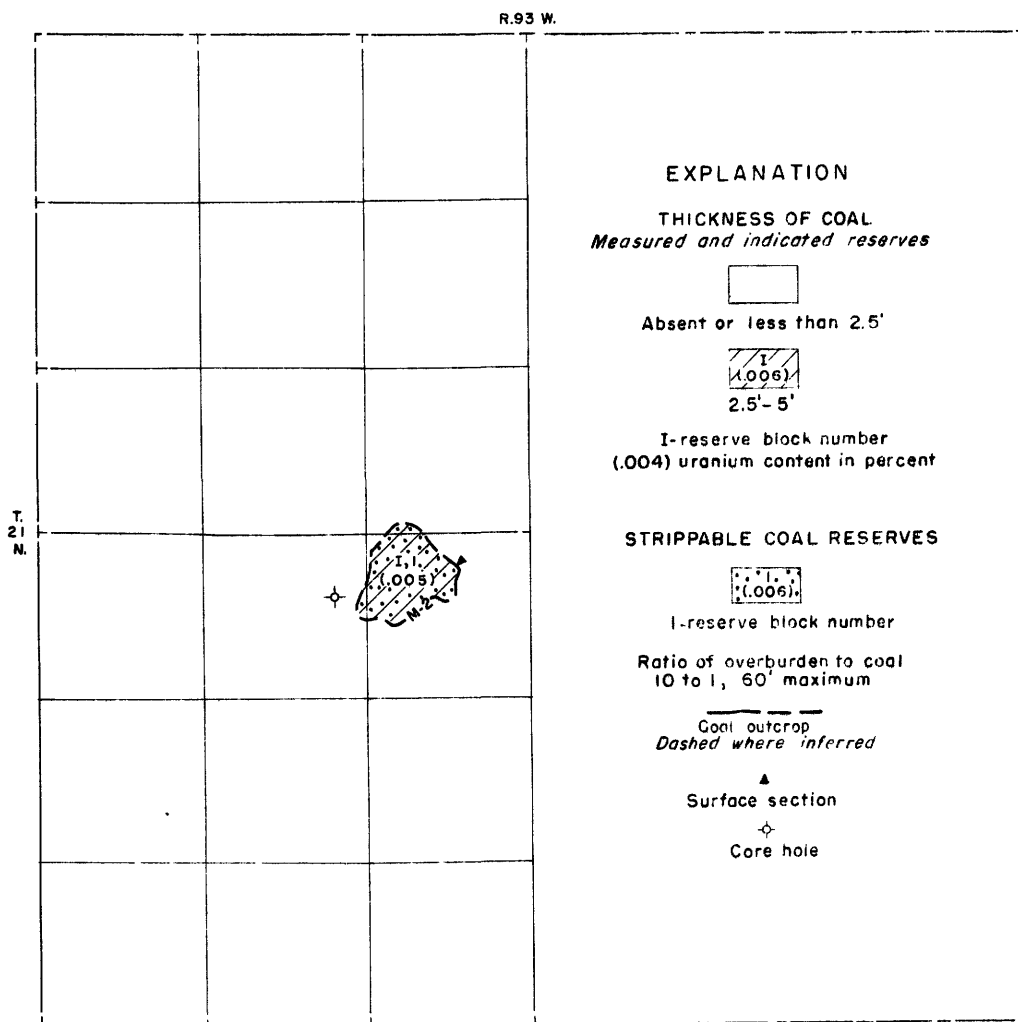 R.93 W.
T.
21
N.
I, I
(.005)
M-2
EXPLANATION
THICKNESS OF COAL
Measured and indicated reserves
Absent or less than 2.5'
I
(.006)
2.5'- 5'
I-reserve block number
(.004) uranium content in percent
STRIPPABLE COAL RESERVES
I
(.006)
I-reserve block number
Ratio of overburden to coal
10 to 1, 60' maximum
Coal outcrop
Dashed where inferred
Surface section
Core hole